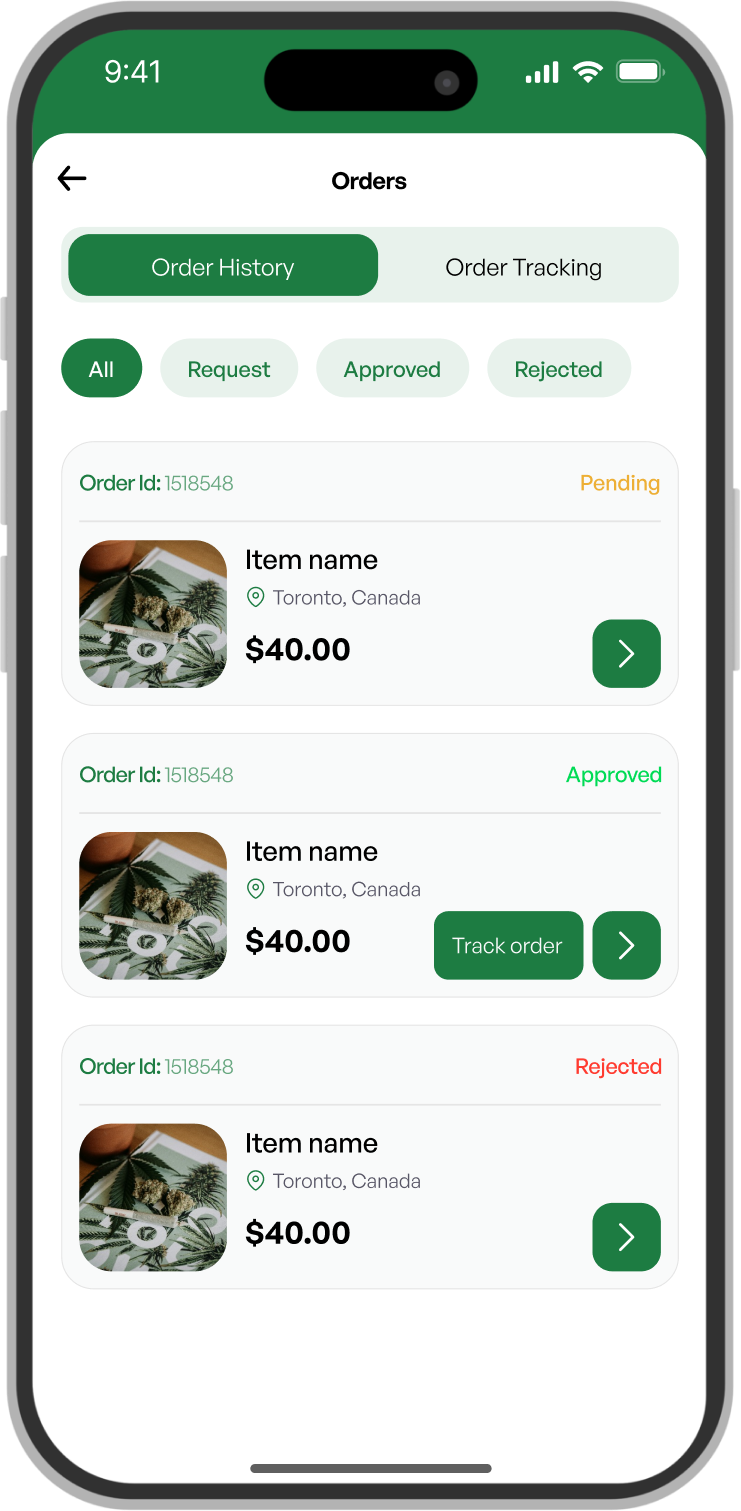 9:41
Orders
Order History
Order Tracking
All
Request
Approved
Rejected
Order Id: 1518548
Pending
Item name
Toronto, Canada
$40.00
Order Id: 1518548
Approved
Item name
Toronto, Canada
$40.00
Track order
Order Id: 1518548
Rejected
Item name
Toronto, Canada
$40.00